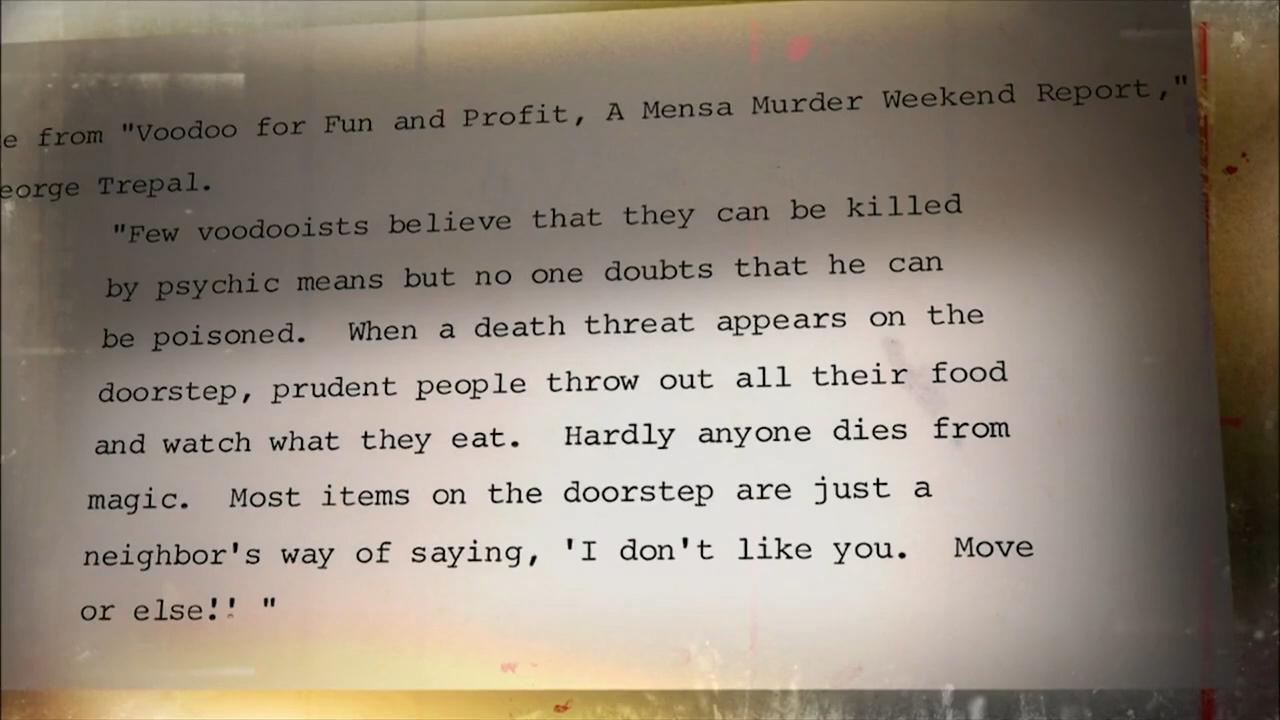 e from "Voodoo for Fun and Profit, A Mensa Murder Weekend Report,"
eorge Trepal.
"Few voodooists believe that they can be killed
by psychic means but no one doubts that he can
be poisoned. When a death threat appears on the
doorstep, prudent people throw out all their food
and watch what they eat. Hardly anyone dies from
magic. Most items on the doorstep are just a
neighbor's way of saying, 'I don't like you. Move
or else!! "